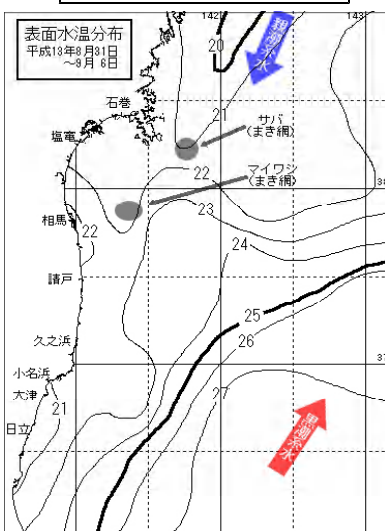 表面水温分布
平成13年8月31日
～9月 6日
142
143
20
親潮系水
石巻
21
サバ
(まき網)
塩竈
22
マイワシ
(まき網)
38
23
相馬
22
24
請戸
25
久之浜
26
37
小名浜
27
大津
21
日立
黒潮系水